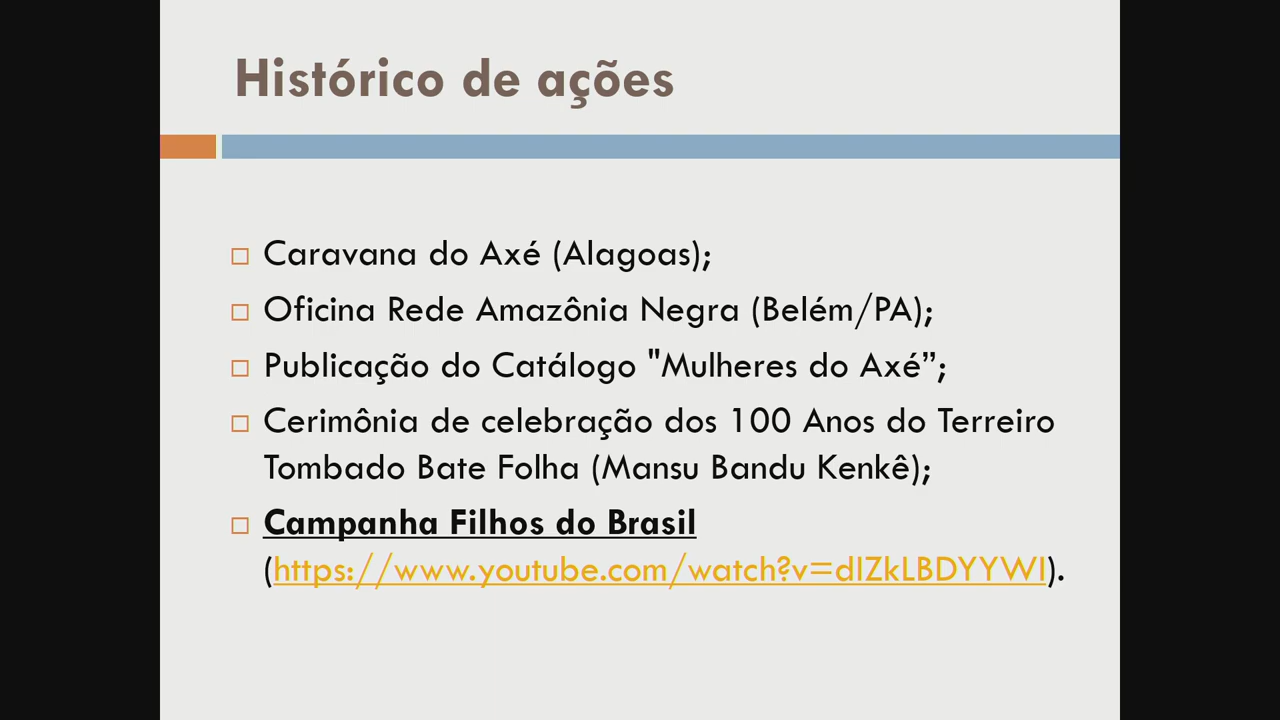 Histórico de ações
Caravana do Axé (Alagoas);
Oficina Rede Amazônia Negra (Belém/PA);
Publicação do Catálogo "Mulheres do Axé”;
Cerimônia de celebração dos 100 Anos do Terreiro
Tombado Bate Folha (Mansu Bandu Kenkê);
Campanha Filhos do Brasil
(https://www.youtube.com/watch?v=dIZkLBDYYWI).